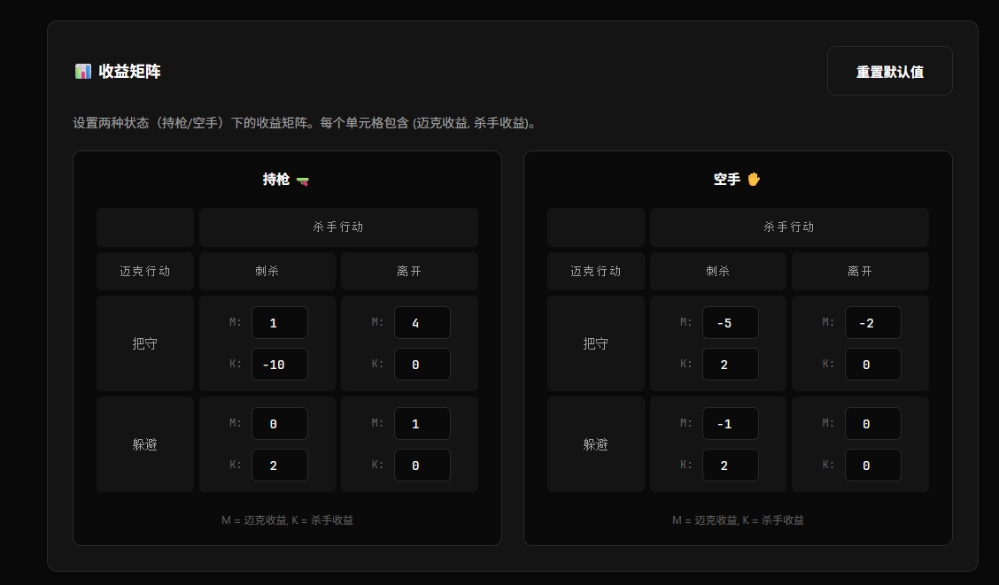 📊 收益矩阵
重置默认值
设置两种状态（持枪/空手）下的收益矩阵。每个单元格包含 (迈克收益, 杀手收益)。
持枪 🔫
杀手行动
迈克行动 刺杀 离开
M: 1 M: 4
把守
K: -10 K: 0
M: 0 M: 1
躲避
K: 2 K: 0
M = 迈克收益, K = 杀手收益
空手 ✋
杀手行动
迈克行动 刺杀 离开
M: -5 M: -2
把守
K: 2 K: 0
M: -1 M: 0
躲避
K: 2 K: 0
M = 迈克收益, K = 杀手收益